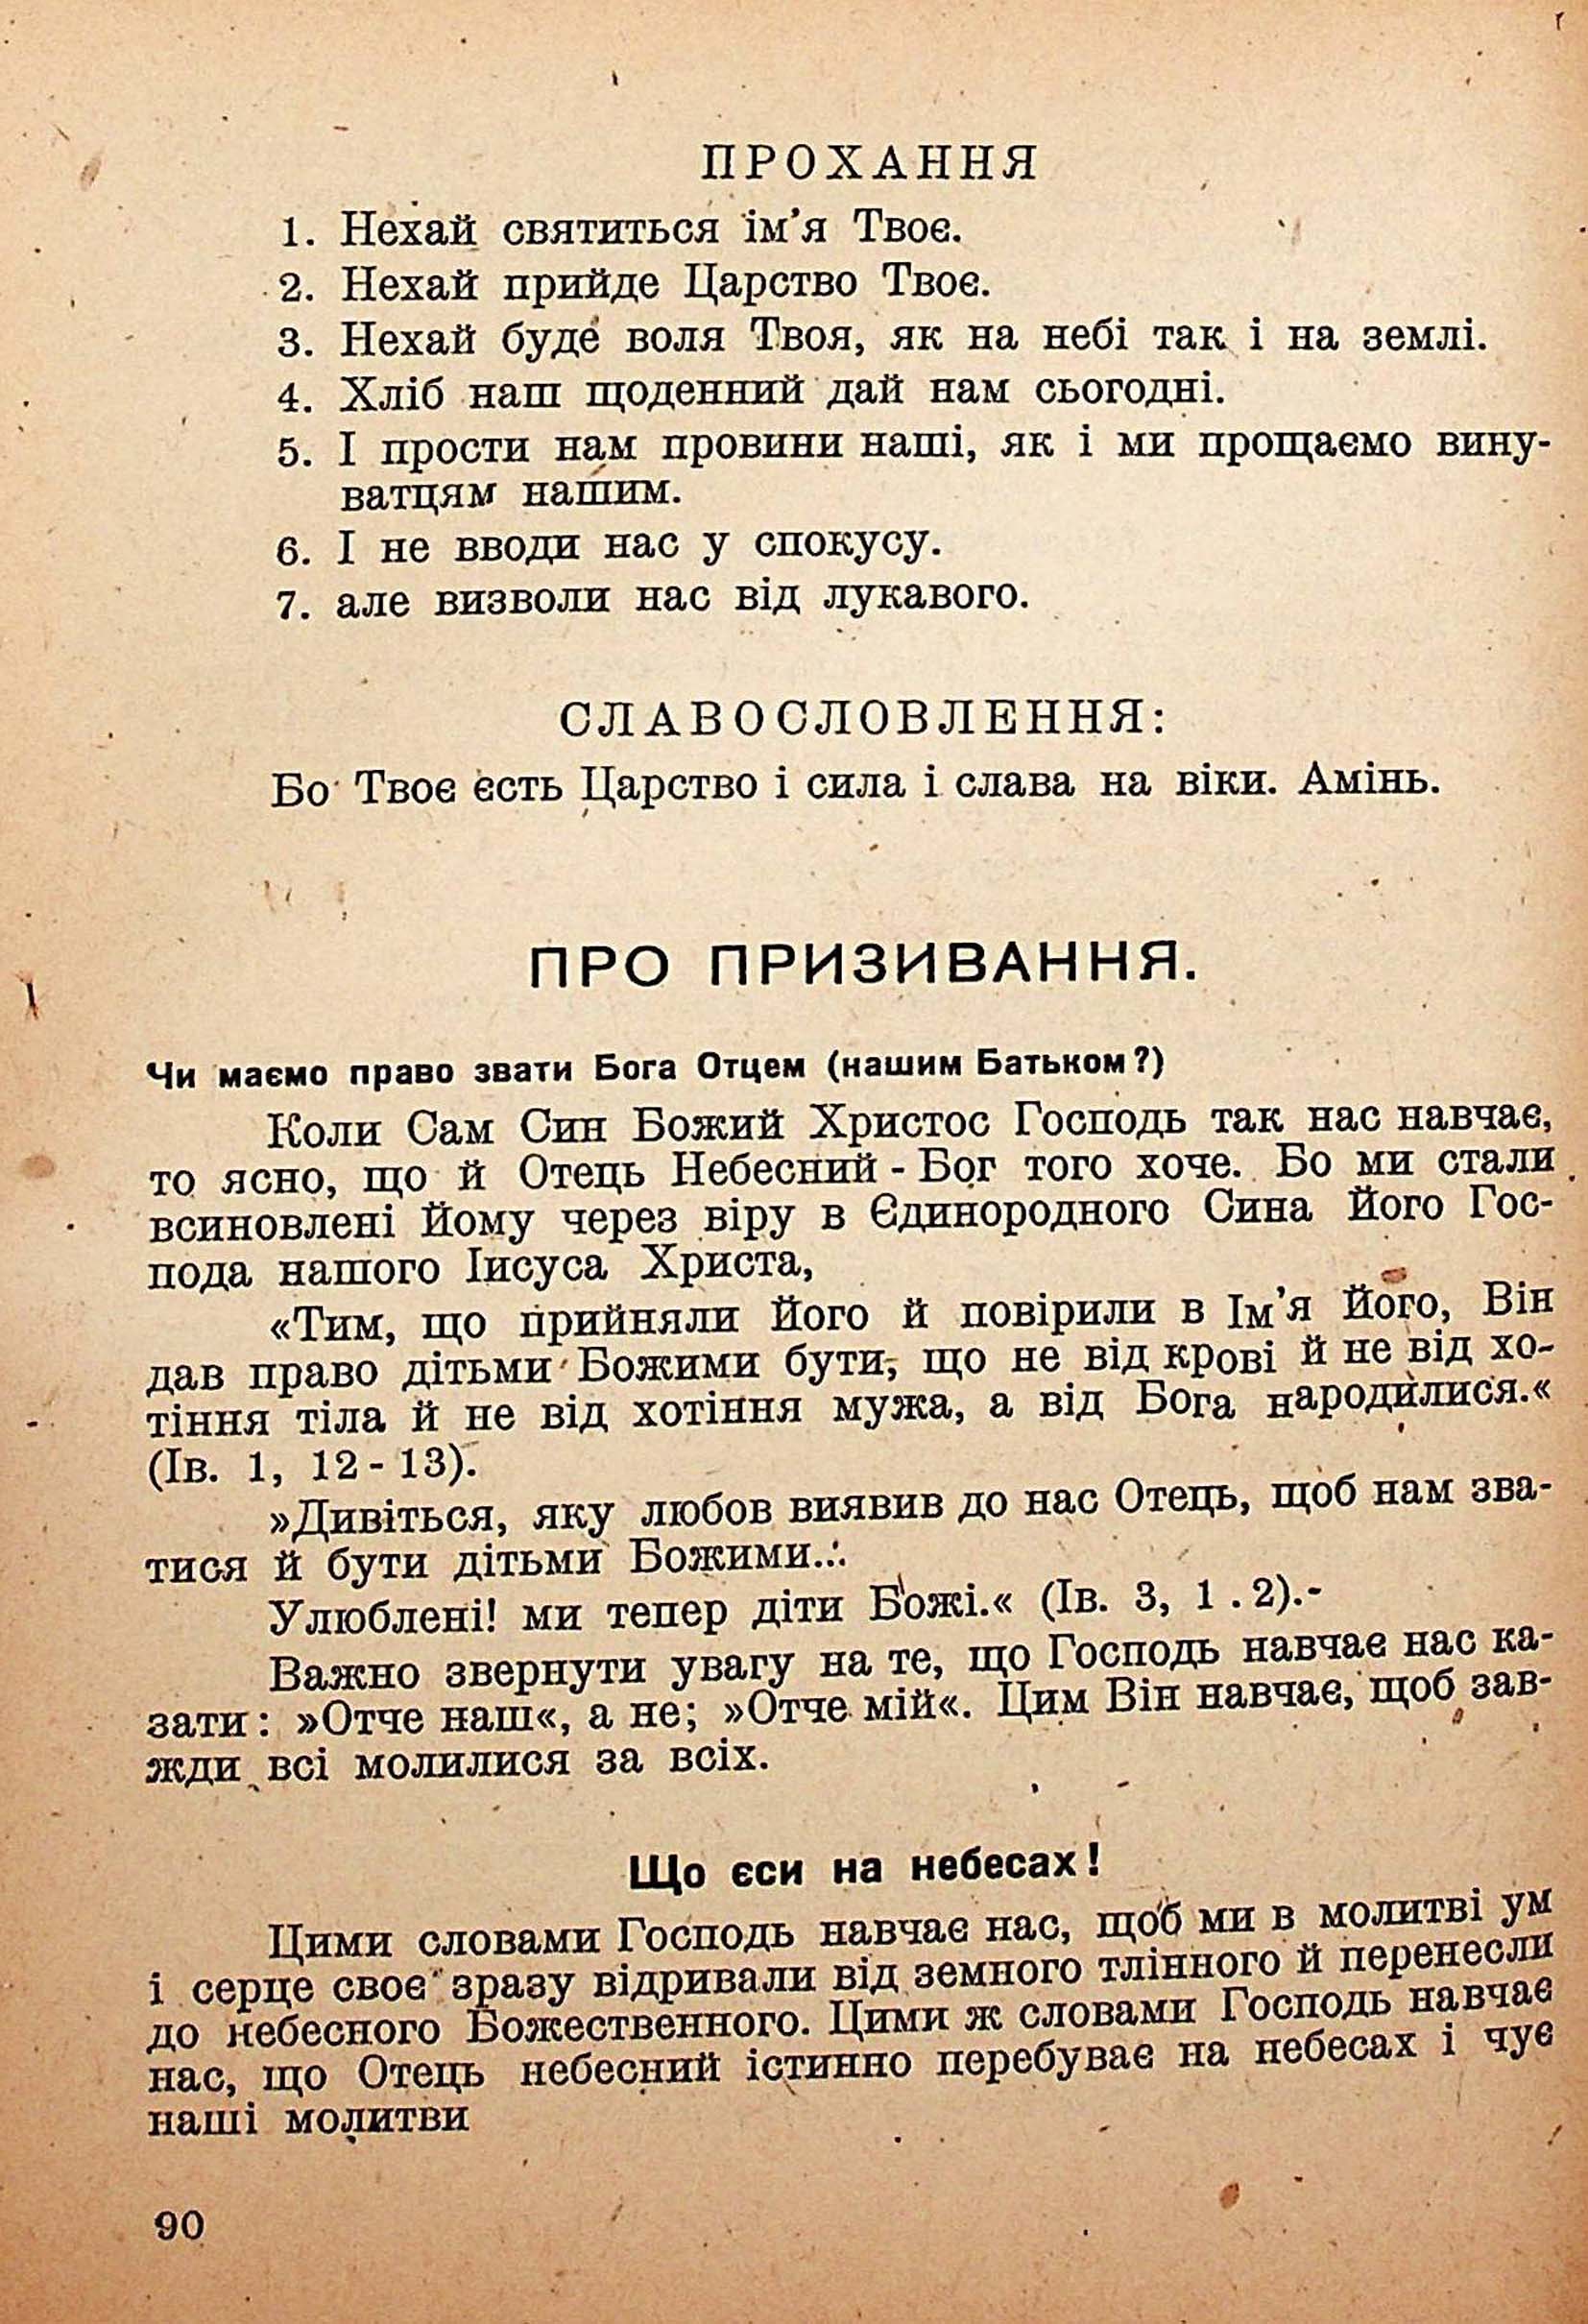 ПРОХАННЯ
1. Нехай святиться ім’я Твоє.
2. Нехай прийде Царство Твоє.
3. Нехай буде воля Твоя, як на небі так і на землі.
4. Хліб наш щоденний дай нам сьогодні.
5. І прости нам провини наші, як і ми прощаємо вину-
ватцям нашим.
6. І не вводи нас у спокусу.
7. але визволи нас від лукавого.
СЛАВОСЛОВЛЕННЯ:
Бо Твоє єсть Царство і сила і слава на віки. Амінь.
ПРО ПРИЗИВАННЯ.
Чи маємо право звати Бога Отцем (нашим Батьком?)
Коли Сам Син Божий Христос Господь так нас навчає,
то ясно, що й Отець Небесний - Бог того хоче. Бо ми стали
всиновлені Йому через віру в Єдинородного Сина Його Гос-
пода нашого Іисуса Христа,
«Тим, що прийняли Його й повірили в Ім’я Його, Він
дав право дітьми Божими бути, що не від крові й не від хо-
тіння тіла й не від хотіння мужа, а від Бога народилися.«
(Ів. 1, 12 - 13).
»Дивіться, яку любов виявив до нас Отець, щоб нам зва-
тися й бути дітьми Божими...
Улюблені! ми тепер діти Божі.« (Ів. 3, 1 . 2).-
Важно звернути увагу на те, що Господь навчає нас ка-
зати: »Отче наш«, а не; »Отче мій«. Цим Він навчає, щоб зав-
жди всі молилися за всіх.
Що єси на небесах!
Цими словами Господь навчає нас, щоб ми в молитві ум
і серце своє зразу відривали від земного тлінного й перенесли
до небесного Божественного. Цими ж словами Господь навчає
нас, що Отець небесний істинно перебуває на небесах і чує
наші молитви
90